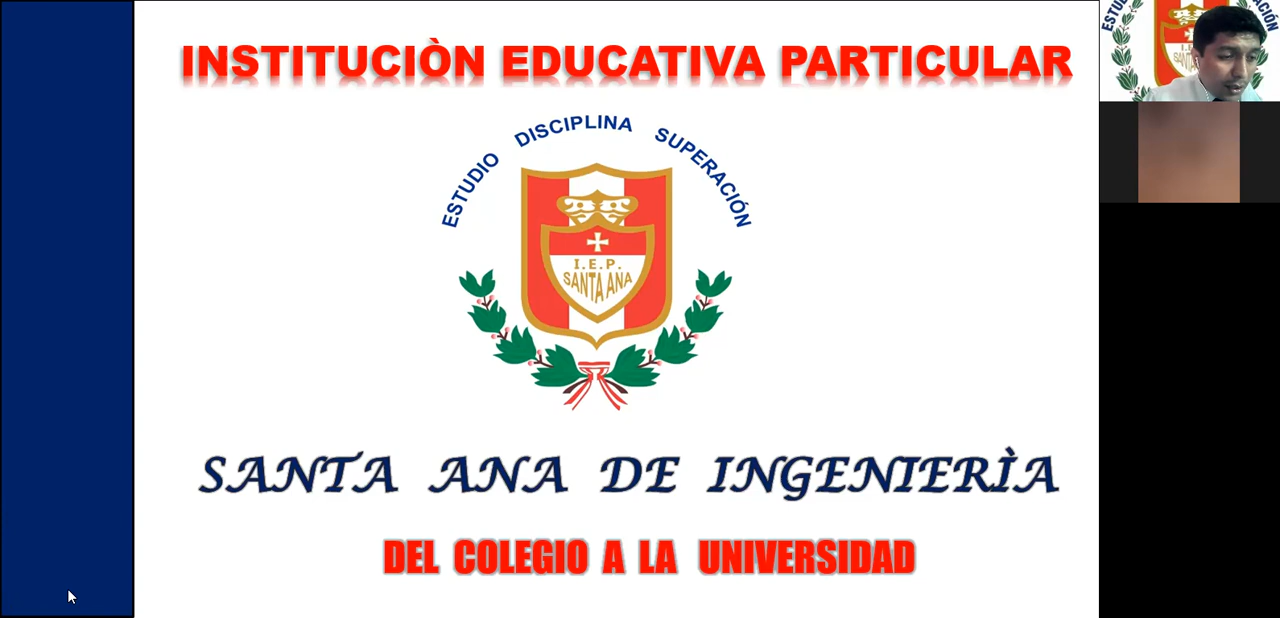 INSTITUCIÒN EDUCATIVA PARTICULAR
ESTUDIO DISCIPLINA SUPERACIÓN
I.E.P.
SANTA ANA
SANTA ANA DE INGENIERÌA
DEL COLEGIO A LA UNIVERSIDAD